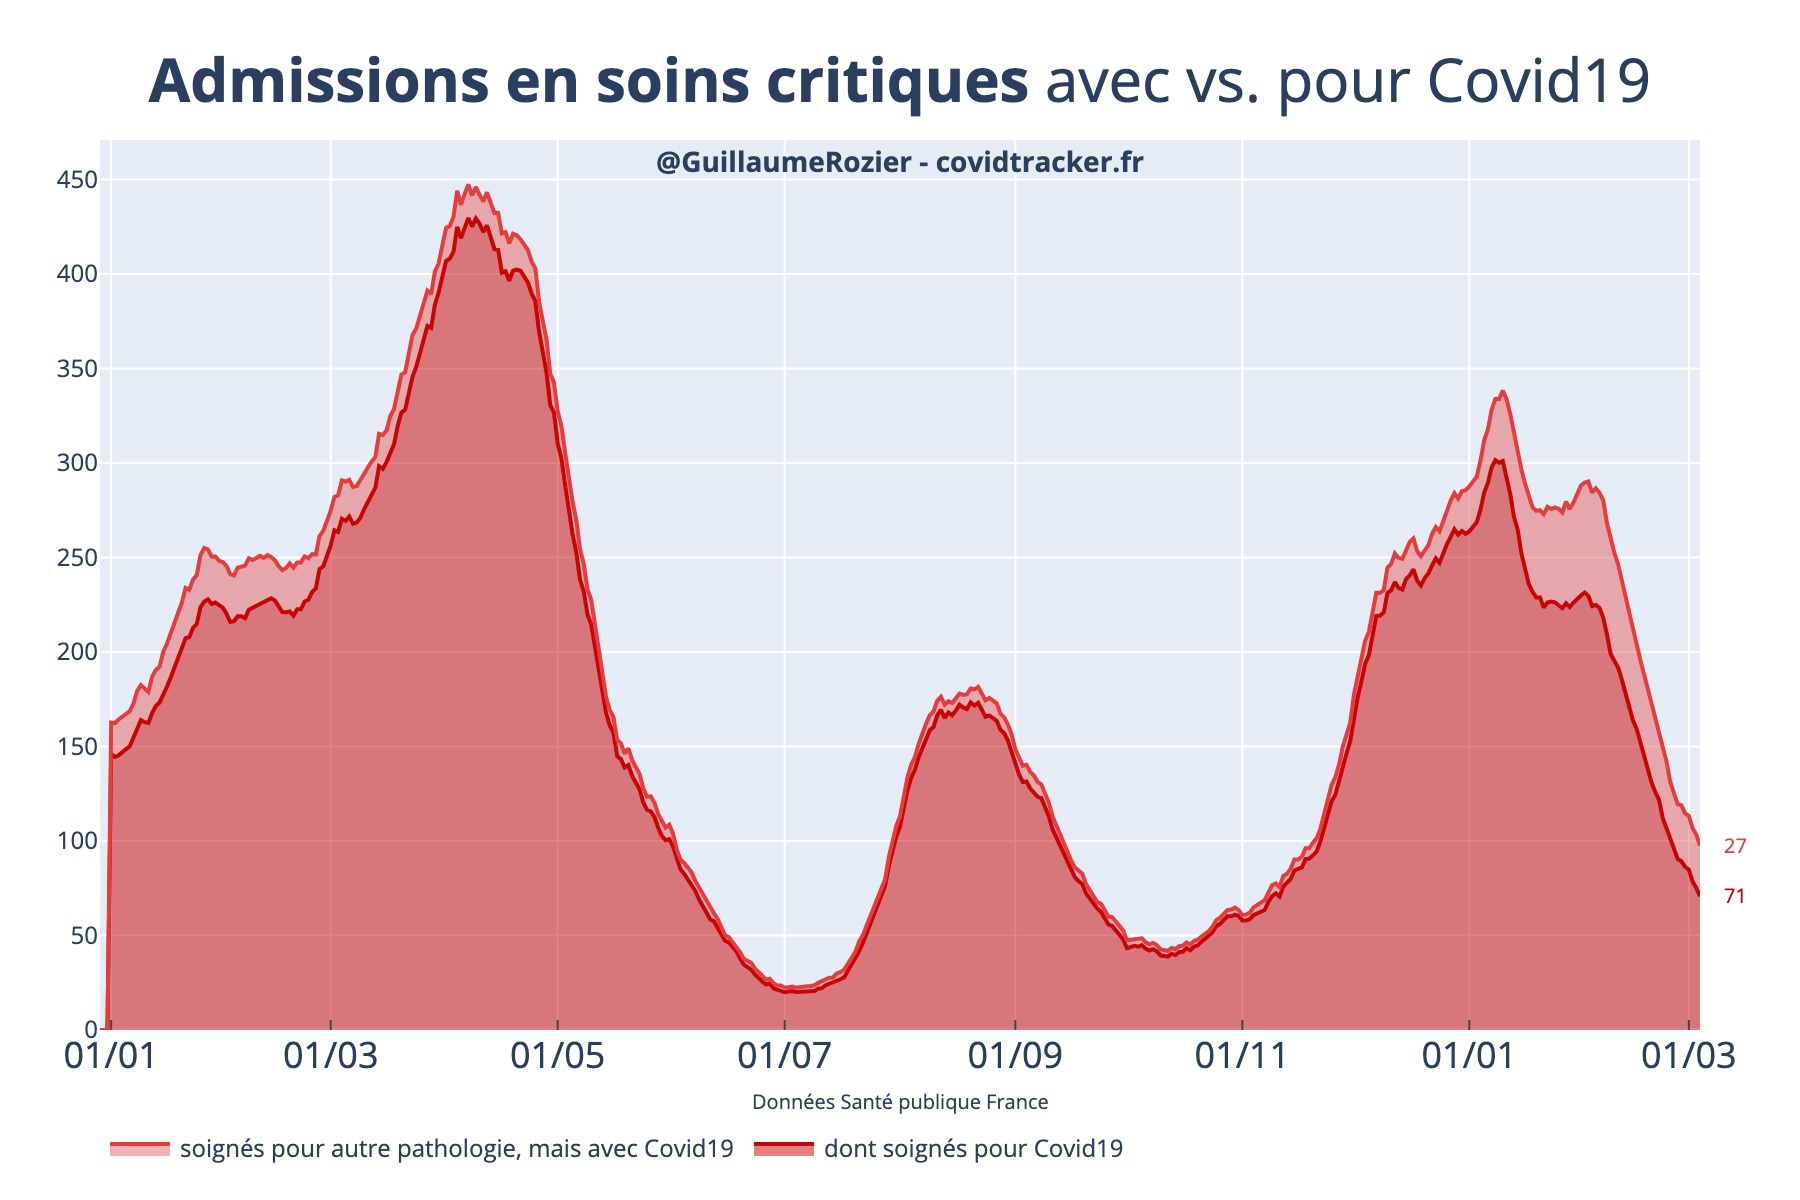 Admissions en soins critiques avec vs. pour Covid19
@GuillaumeRozier - covidtracker.fr
450
400
350
300
250
200
150
100
50
0
27
71
01/01 01/03 01/05 01/07 01/09 01/11 01/01 01/03
Données Santé publique France
soignés pour autre pathologie, mais avec Covid19 dont soignés pour Covid19